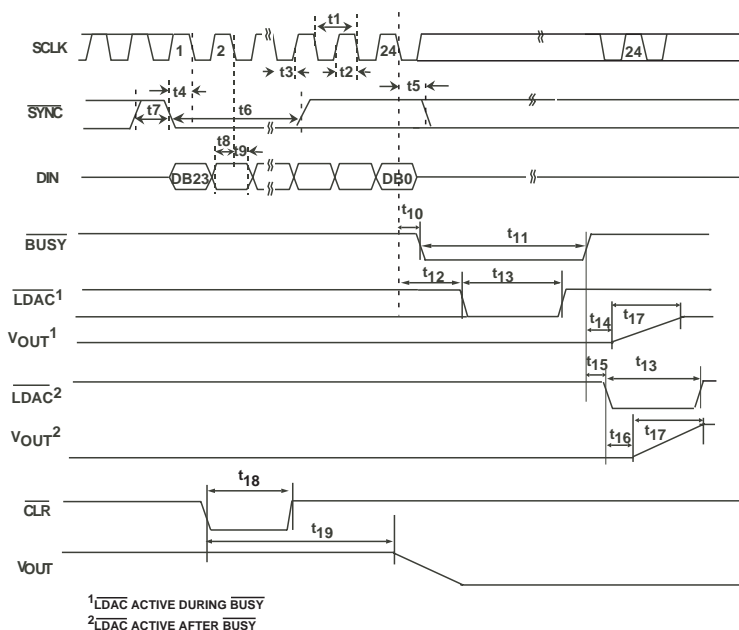 t1
SCLK 1 2 24 24
t3 t2
t4 t5
SYNC t7 t6
t8 t9
DIN DB23 DB0
t10
BUSY t11
t12 t13
LDAC1
t14 t17
VOUT1
t15 t13
LDAC2
t16 t17
VOUT2
t18
CLR
t19
VOUT
1LDAC ACTIVE DURING BUSY
2LDAC ACTIVE AFTER BUSY